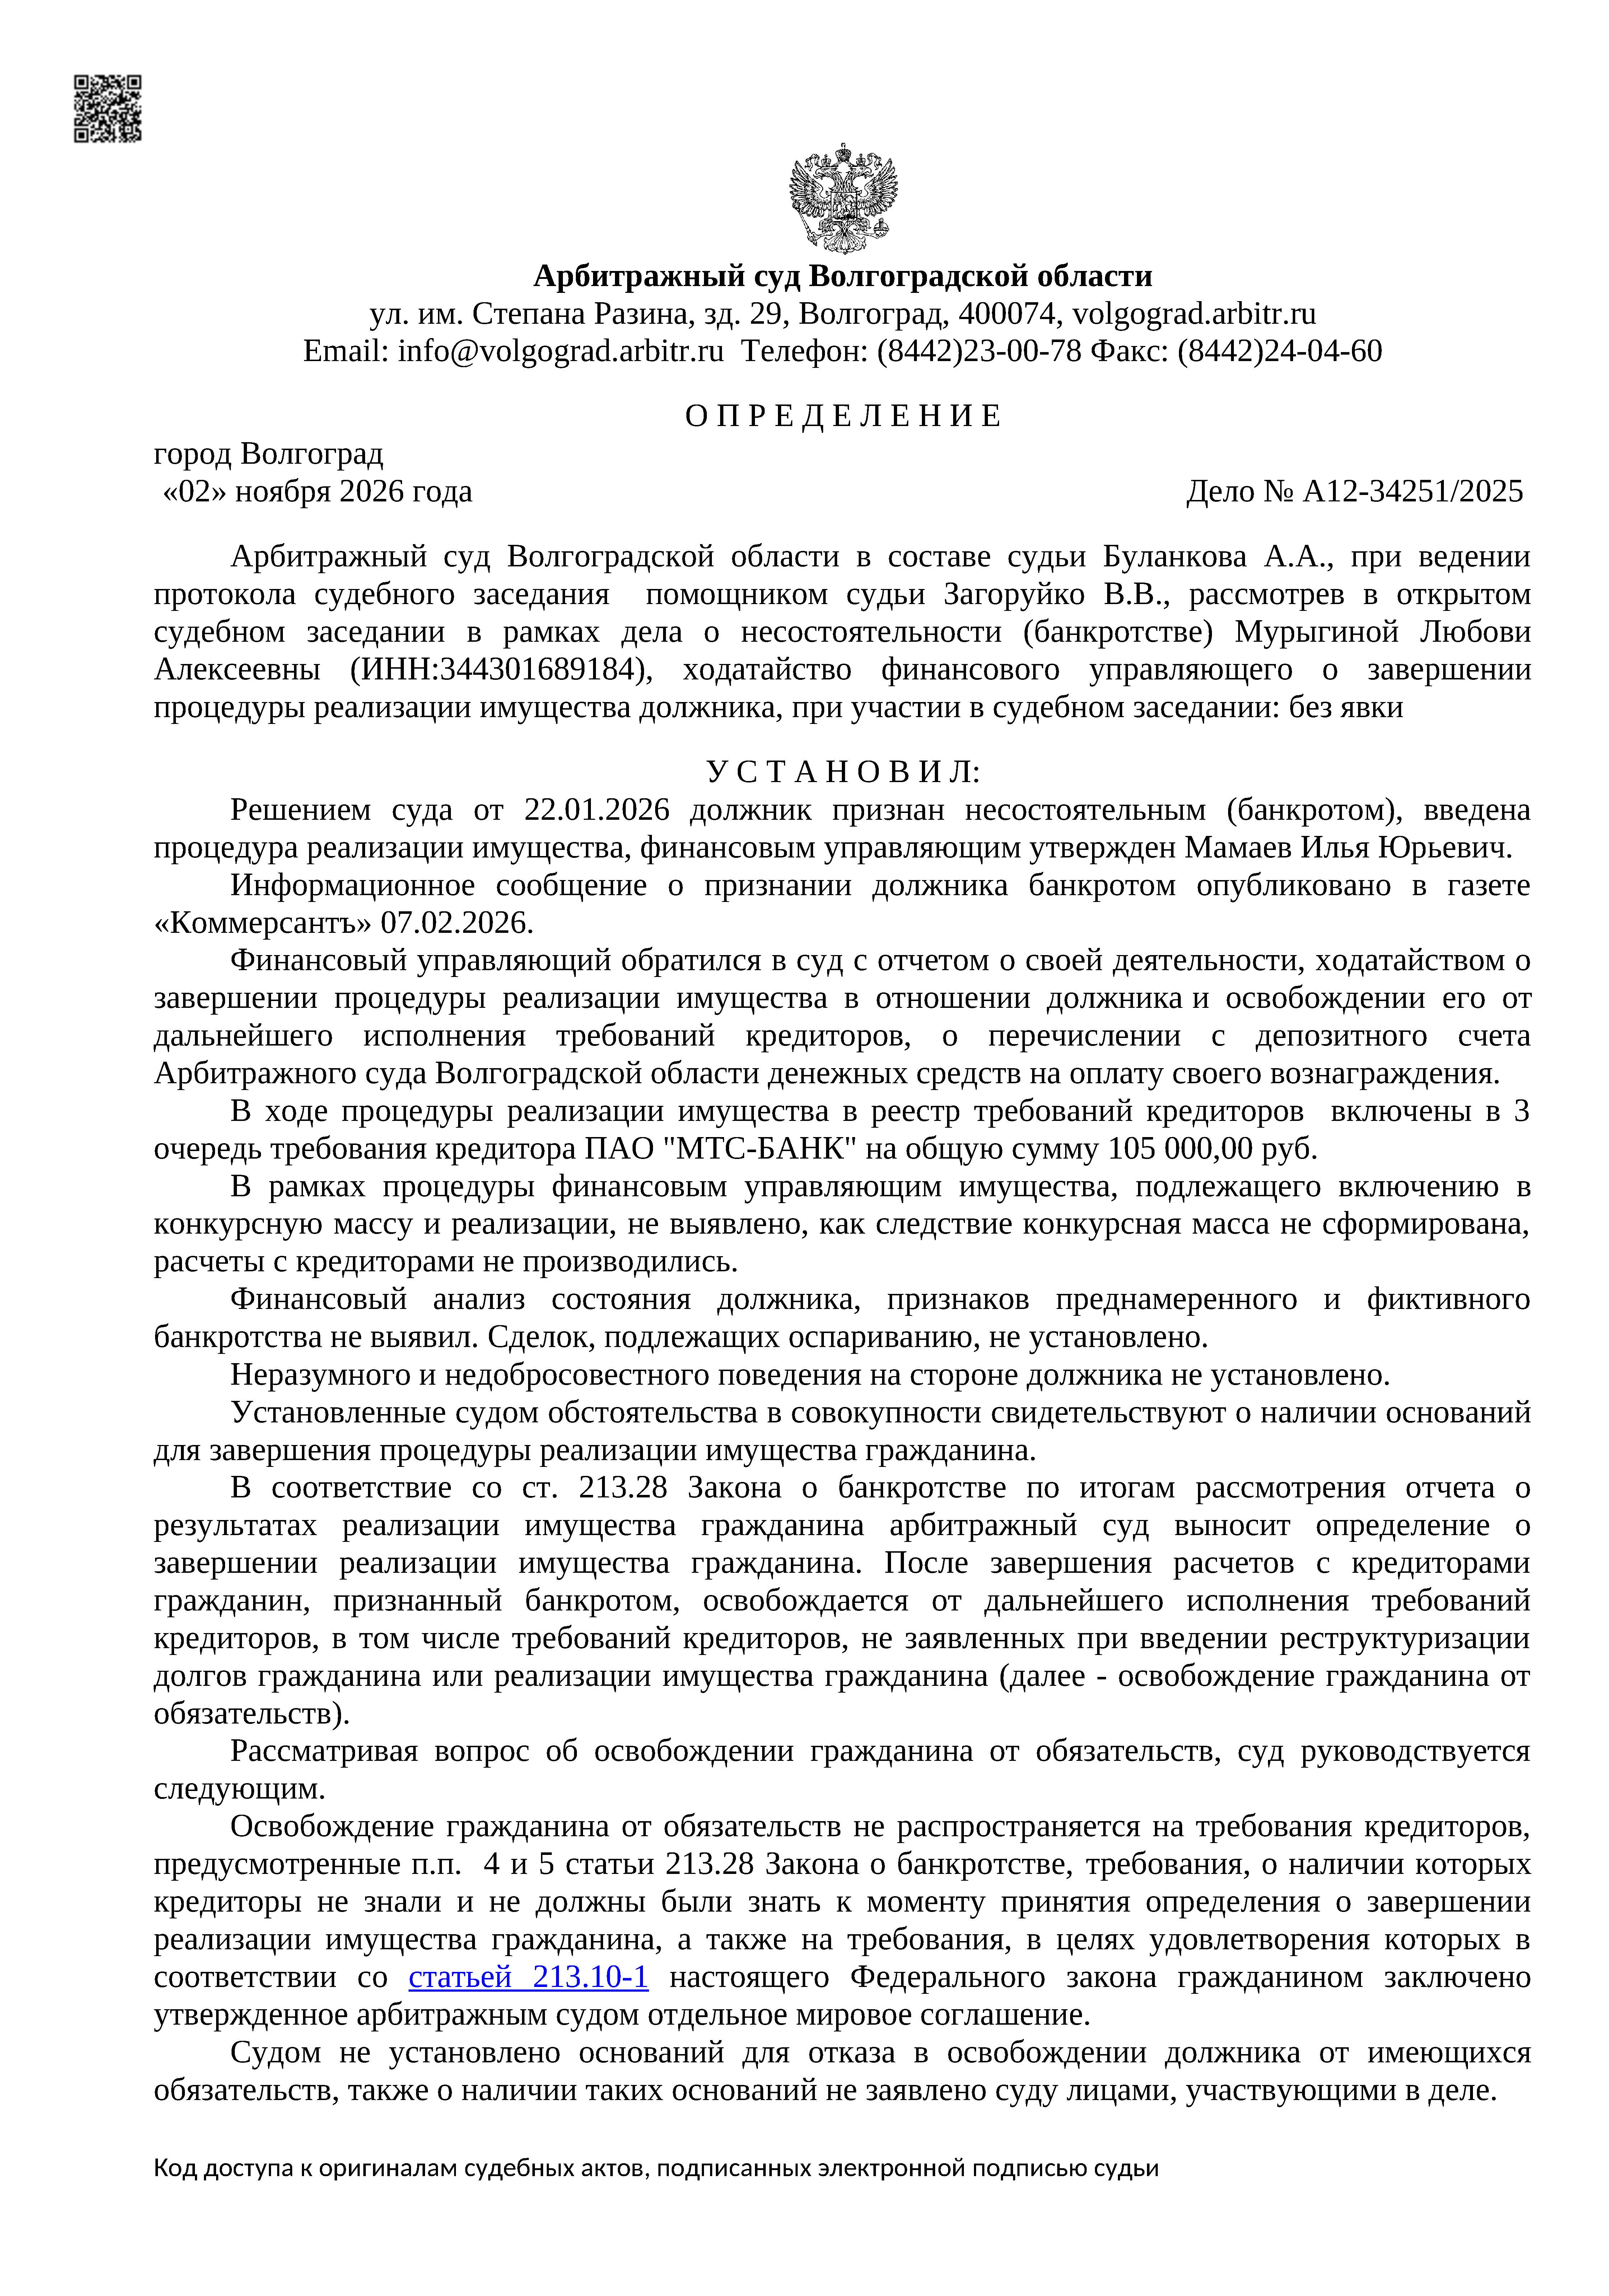 Арбитражный суд Волгоградской области
ул. им. Степана Разина, зд. 29, Волгоград, 400074, volgograd.arbitr.ru
Email: info@volgograd.arbitr.ru Телефон: (8442)23-00-78 Факс: (8442)24-04-60
О П Р Е Д Е Л Е Н И Е
город Волгоград
«02» ноября 2026 года Дело № А12-34251/2025
Арбитражный суд Волгоградской области в составе судьи Буланкова А.А., при ведении
протокола судебного заседания помощником судьи Загоруйко В.В., рассмотрев в открытом
судебном заседании в рамках дела о несостоятельности (банкротстве) Мурыгиной Любови
Алексеевны (ИНН:344301689184), ходатайство финансового управляющего о завершении
процедуры реализации имущества должника, при участии в судебном заседании: без явки
У С Т А Н О В И Л:
Решением суда от 22.01.2026 должник признан несостоятельным (банкротом), введена
процедура реализации имущества, финансовым управляющим утвержден Мамаев Илья Юрьевич.
Информационное сообщение о признании должника банкротом опубликовано в газете
«Коммерсантъ» 07.02.2026.
Финансовый управляющий обратился в суд с отчетом о своей деятельности, ходатайством о
завершении процедуры реализации имущества в отношении должника и освобождении его от
дальнейшего исполнения требований кредиторов, о перечислении с депозитного счета
Арбитражного суда Волгоградской области денежных средств на оплату своего вознаграждения.
В ходе процедуры реализации имущества в реестр требований кредиторов включены в 3
очередь требования кредитора ПАО "МТС-БАНК" на общую сумму 105 000,00 руб.
В рамках процедуры финансовым управляющим имущества, подлежащего включению в
конкурсную массу и реализации, не выявлено, как следствие конкурсная масса не сформирована,
расчеты с кредиторами не производились.
Финансовый анализ состояния должника, признаков преднамеренного и фиктивного
банкротства не выявил. Сделок, подлежащих оспариванию, не установлено.
Неразумного и недобросовестного поведения на стороне должника не установлено.
Установленные судом обстоятельства в совокупности свидетельствуют о наличии оснований
для завершения процедуры реализации имущества гражданина.
В соответствие со ст. 213.28 Закона о банкротстве по итогам рассмотрения отчета о
результатах реализации имущества гражданина арбитражный суд выносит определение о
завершении реализации имущества гражданина. После завершения расчетов с кредиторами
гражданин, признанный банкротом, освобождается от дальнейшего исполнения требований
кредиторов, в том числе требований кредиторов, не заявленных при введении реструктуризации
долгов гражданина или реализации имущества гражданина (далее - освобождение гражданина от
обязательств).
Рассматривая вопрос об освобождении гражданина от обязательств, суд руководствуется
следующим.
Освобождение гражданина от обязательств не распространяется на требования кредиторов,
предусмотренные п.п. 4 и 5 статьи 213.28 Закона о банкротстве, требования, о наличии которых
кредиторы не знали и не должны были знать к моменту принятия определения о завершении
реализации имущества гражданина, а также на требования, в целях удовлетворения которых в
соответствии со статьей 213.10-1 настоящего Федерального закона гражданином заключено
утвержденное арбитражным судом отдельное мировое соглашение.
Судом не установлено оснований для отказа в освобождении должника от имеющихся
обязательств, также о наличии таких оснований не заявлено суду лицами, участвующими в деле.
Код доступа к оригиналам судебных актов, подписанных электронной подписью судьи